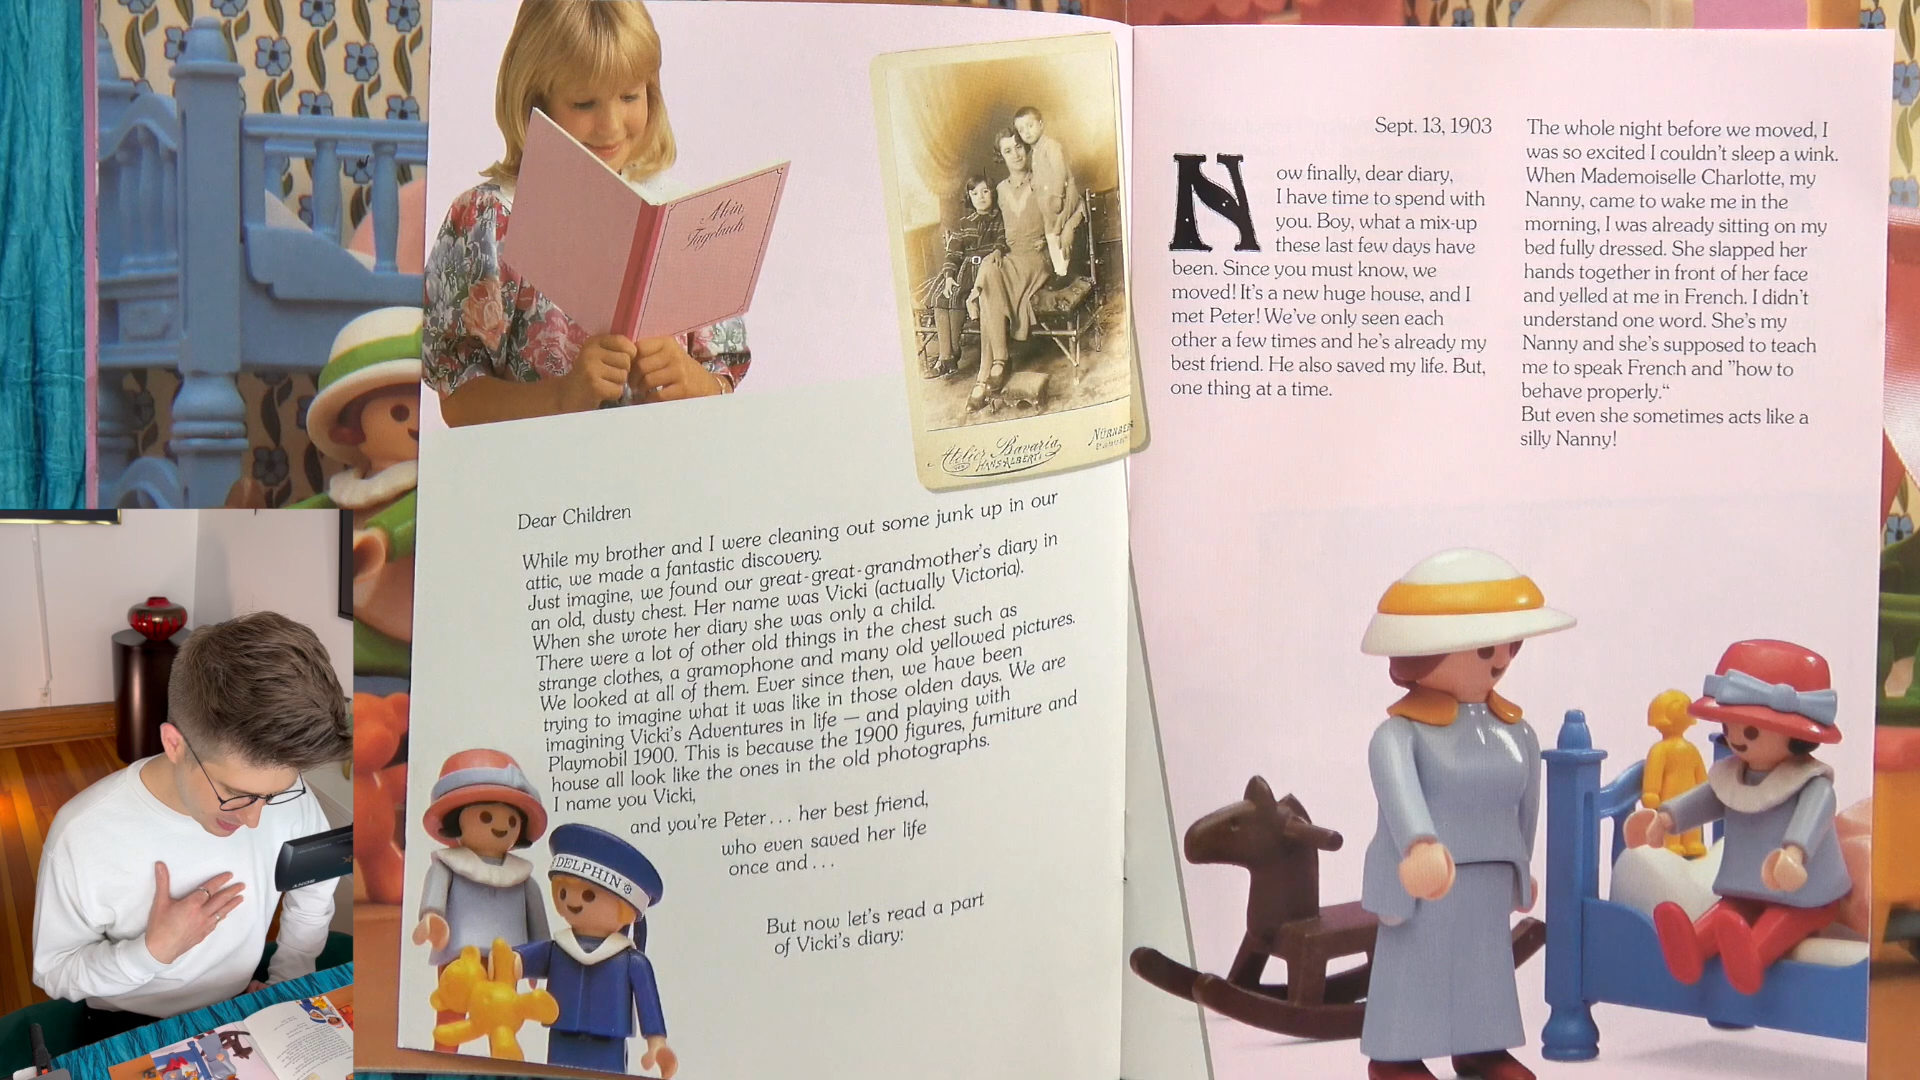 Mein
Tagebuch
Atelier Bavaria
HANS ALBERTI
NÜRNBERG
Dear Children
While my brother and I were cleaning out some junk up in our
attic, we made a fantastic discovery.
Just imagine, we found our great-great-grandmother's diary in
an old, dusty chest. Her name was Vicki (actually Victoria).
When she wrote her diary she was only a child.
There were a lot of other old things in the chest such as
strange clothes, a gramophone and many old yellowed pictures.
We looked at all of them. Ever since then, we have been
trying to imagine what it was like in those olden days. We are
imagining Vicki's Adventures in life — and playing with
Playmobil 1900. This is because the 1900 figures, furniture and
house all look like the ones in the old photographs.
I name you Vicki,
and you're Peter... her best friend,
who even saved her life
once and...
But now let's read a part
of Vicki's diary:
DELPHIN
Sept. 13, 1903
Now finally, dear diary,
I have time to spend with
you. Boy, what a mix-up
these last few days have
been. Since you must know, we
moved! It's a new huge house, and I
met Peter! We've only seen each
other a few times and he's already my
best friend. He also saved my life. But,
one thing at a time.
The whole night before we moved, I
was so excited I couldn't sleep a wink.
When Mademoiselle Charlotte, my
Nanny, came to wake me in the
morning, I was already sitting on my
bed fully dressed. She slapped her
hands together in front of her face
and yelled at me in French. I didn't
understand one word. She's my
Nanny and she's supposed to teach
me to speak French and "how to
behave properly."
But even she sometimes acts like a
silly Nanny!